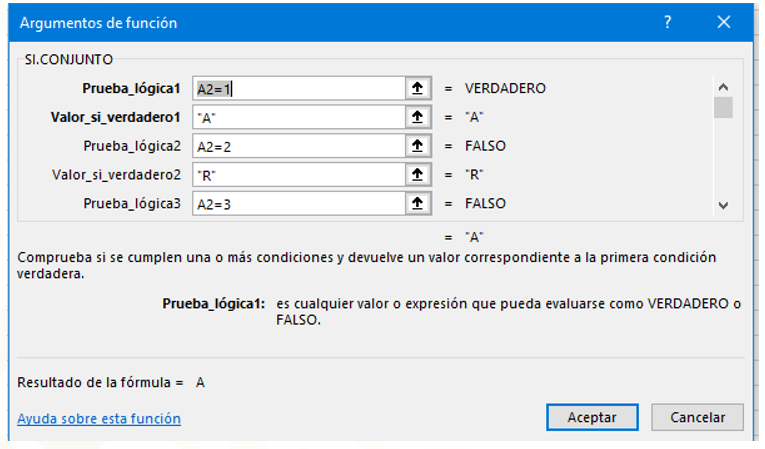 Argumentos de función ? ×
SI.CONJUNTO
Prueba_lógica1 A2=1 = VERDADERO
Valor_si_verdadero1 "A" = "A"
Prueba_lógica2 A2=2 = FALSO
Valor_si_verdadero2 "R" = "R"
Prueba_lógica3 A2=3 = FALSO
= "A"
Comprueba si se cumplen una o más condiciones y devuelve un valor correspondiente a la primera condición
verdadera.
Prueba_lógica1: es cualquier valor o expresión que pueda evaluarse como VERDADERO o
FALSO.
Resultado de la fórmula = A
Ayuda sobre esta función Aceptar Cancelar